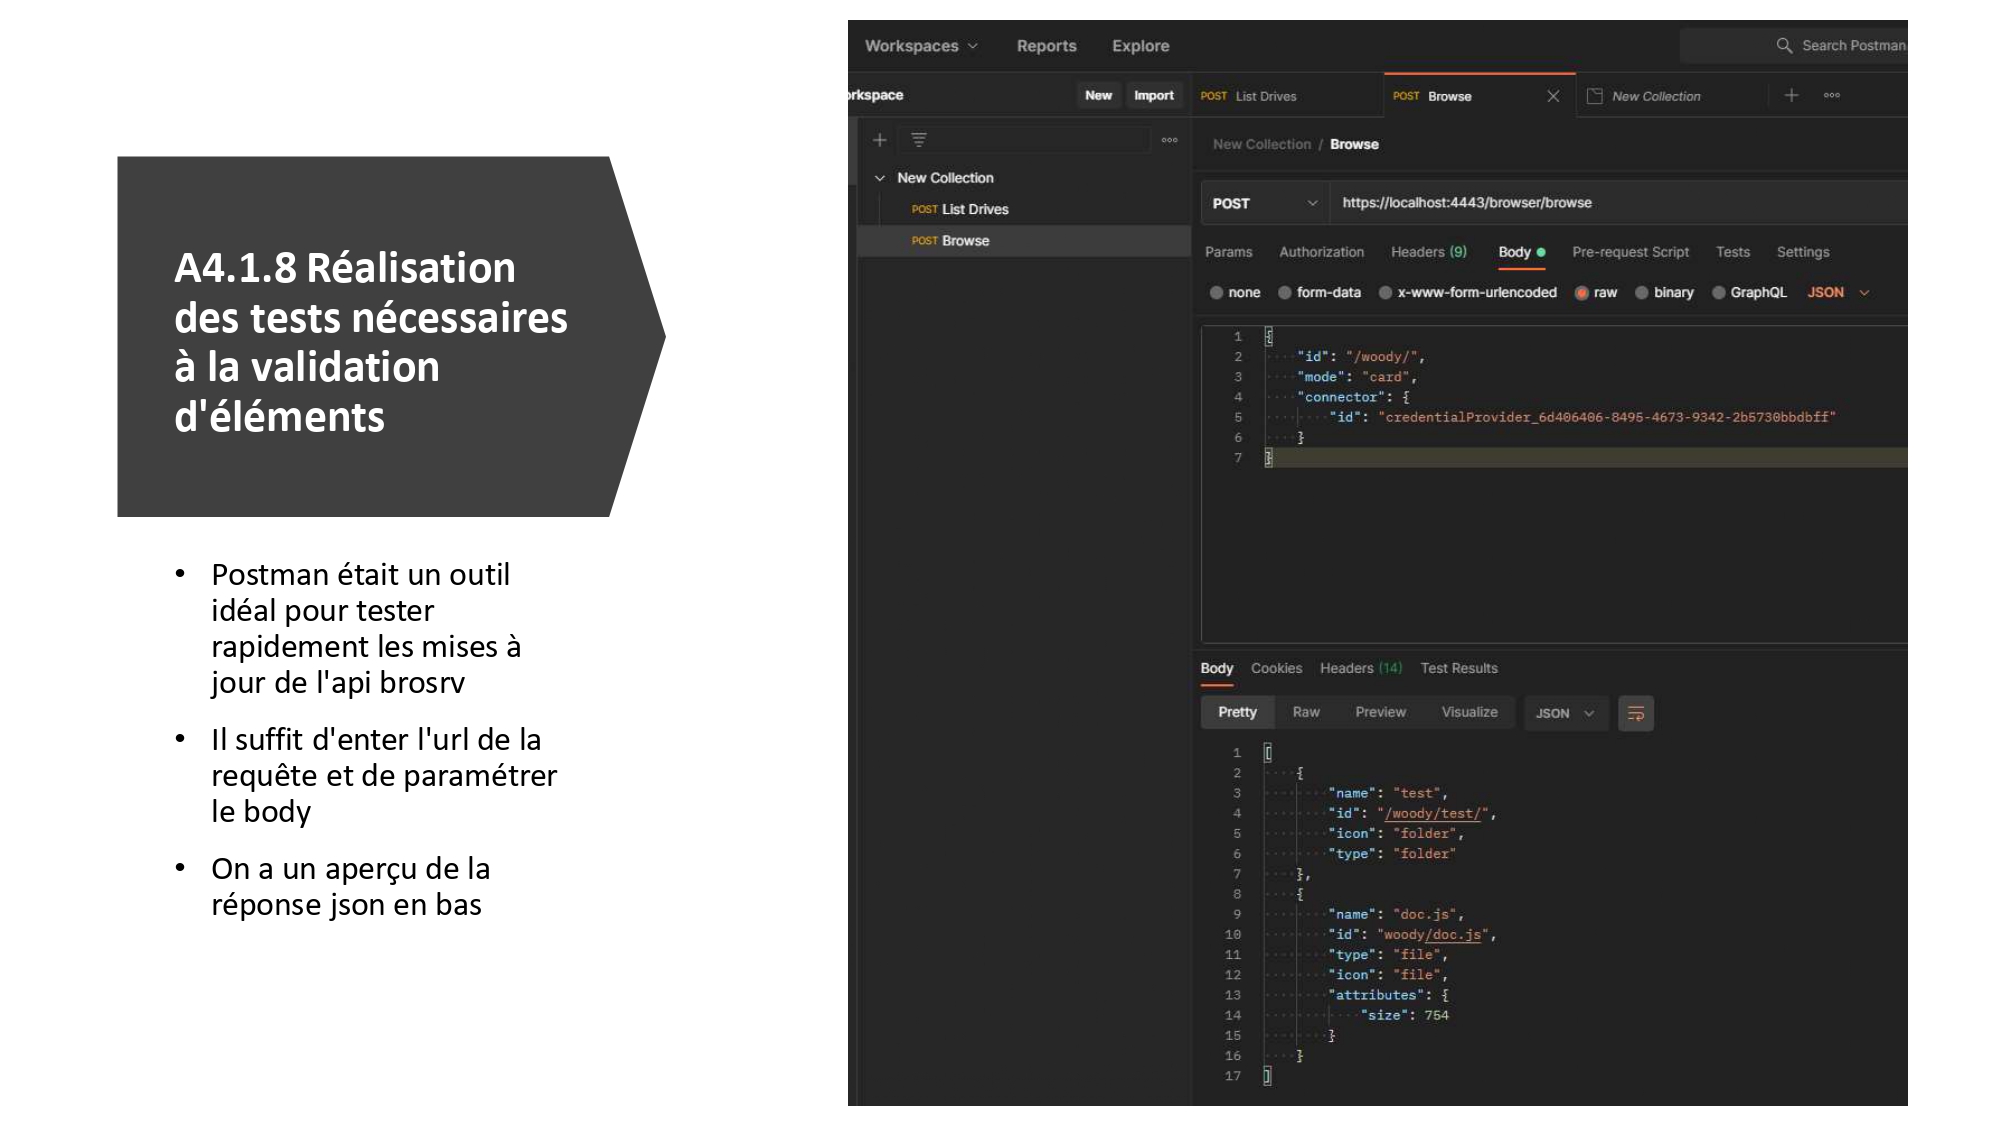 A4.1.8 Réalisation
des tests nécessaires
à la validation
d'éléments
• Postman était un outil
idéal pour tester
rapidement les mises à
jour de l'api brosrv
• Il suffit d'enter l'url de la
requête et de paramétrer
le body
• On a un aperçu de la
réponse json en bas
Workspaces Reports Explore Search Postman
orkspace New Import POST List Drives POST Browse New Collection
New Collection / Browse
New Collection
POST List Drives
POST Browse
POST https://localhost:4443/browser/browse
Params Authorization Headers (9) Body Pre-request Script Tests Settings
none form-data x-www-form-urlencoded raw binary GraphQL JSON
1 {
2 "id": "/woody/",
3 "mode": "card",
4 "connector": {
5 "id": "credentialProvider_6d406406-8495-4673-9342-2b5730bbdbff"
6 }
7 }
Body Cookies Headers (14) Test Results
Pretty Raw Preview Visualize JSON
1 [
2 {
3 "name": "test",
4 "id": "/woody/test/",
5 "icon": "folder",
6 "type": "folder"
7 },
8 {
9 "name": "doc.js",
10 "id": "woody/doc.js",
11 "type": "file",
12 "icon": "file",
13 "attributes": {
14 "size": 754
15 }
16 }
17 ]